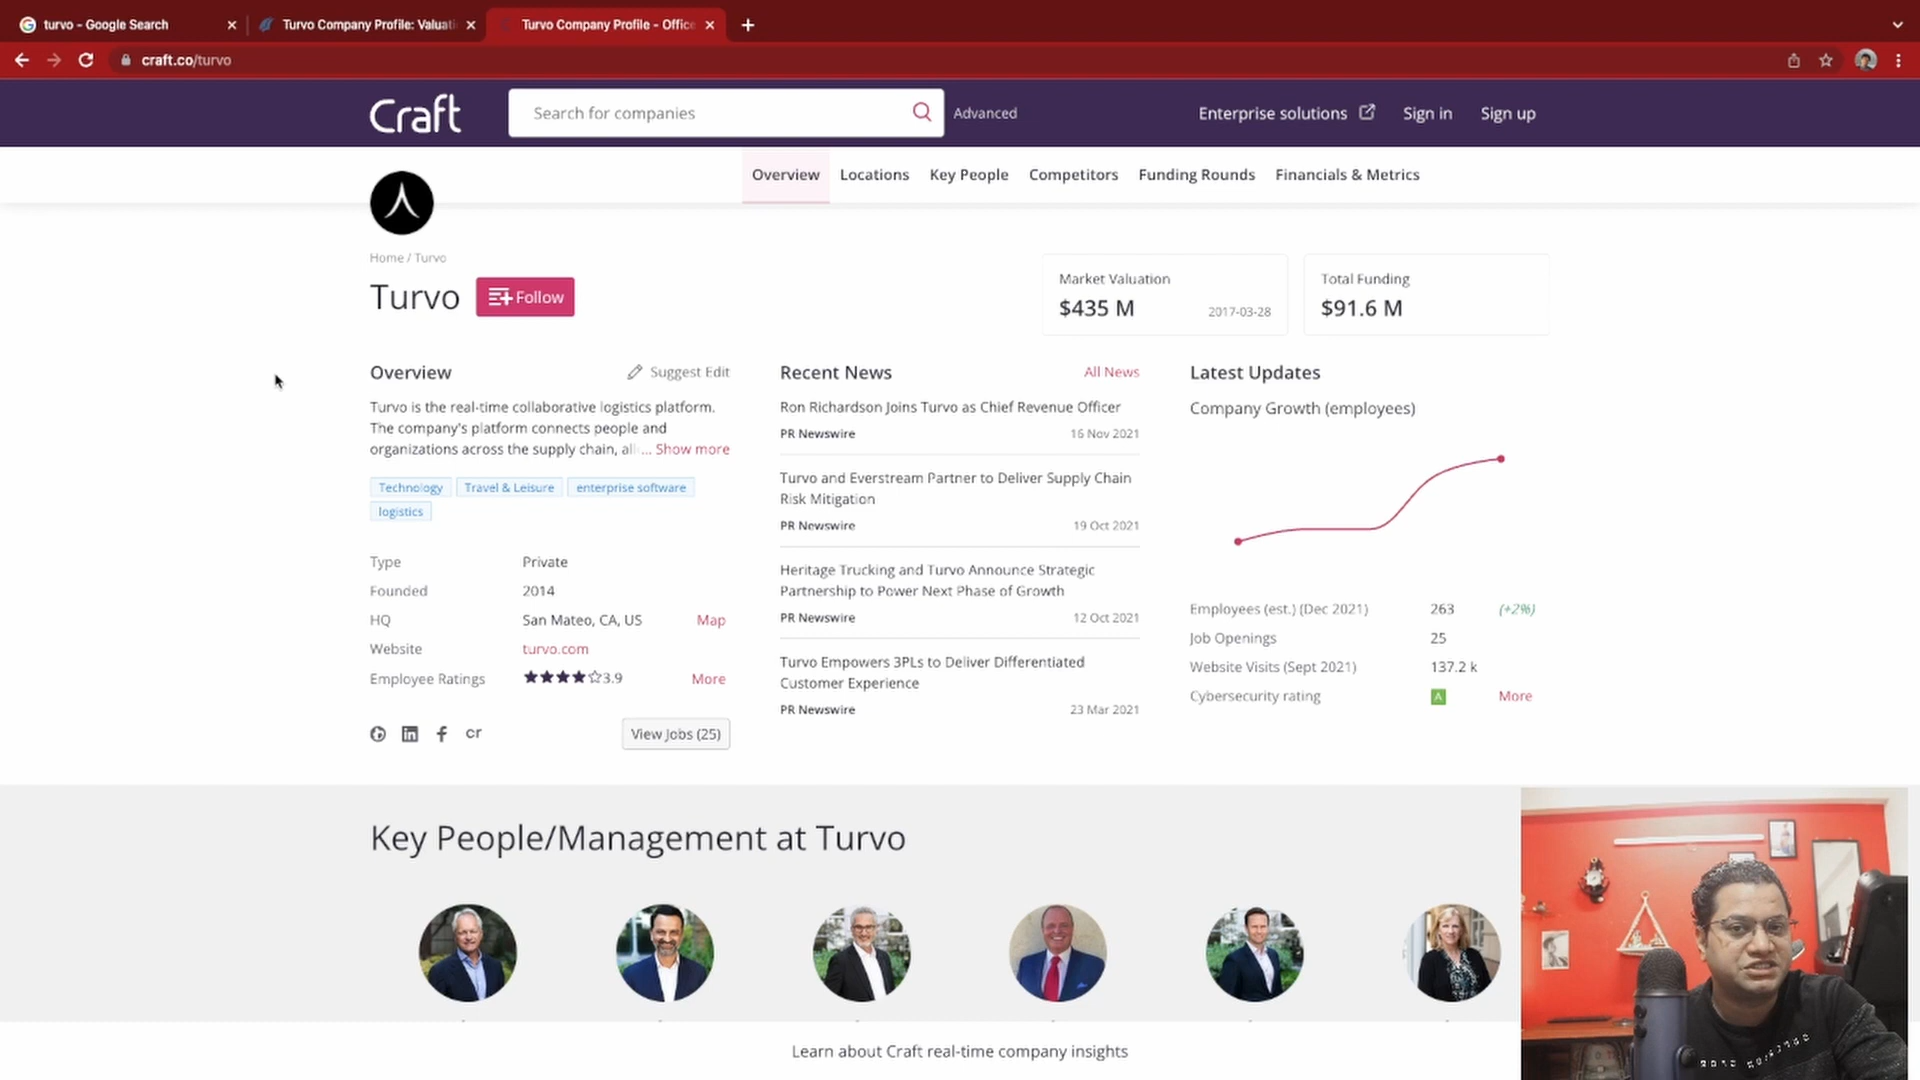 turvo - Google Search
Turvo Company Profile: Valuati
Turvo Company Profile - Office
craft.co/turvo
Craft
Search for companies
Advanced
Enterprise solutions
Sign in
Sign up
Overview
Locations
Key People
Competitors
Funding Rounds
Financials & Metrics
Home / Turvo
Turvo
Follow
Market Valuation
$435 M
2017-03-28
Total Funding
$91.6 M
Overview
Suggest Edit
Turvo is the real-time collaborative logistics platform.
The company's platform connects people and
organizations across the supply chain, all... Show more
Technology
Travel & Leisure
enterprise software
logistics
Type Private
Founded 2014
HQ San Mateo, CA, US Map
Website turvo.com
Employee Ratings 3.9 More
cr
View Jobs (25)
Recent News
All News
Ron Richardson Joins Turvo as Chief Revenue Officer
PR Newswire 16 Nov 2021
Turvo and Everstream Partner to Deliver Supply Chain
Risk Mitigation
PR Newswire 19 Oct 2021
Heritage Trucking and Turvo Announce Strategic
Partnership to Power Next Phase of Growth
PR Newswire 12 Oct 2021
Turvo Empowers 3PLs to Deliver Differentiated
Customer Experience
PR Newswire 23 Mar 2021
Latest Updates
Company Growth (employees)
Employees (est.) (Dec 2021) 263 (+2%)
Job Openings 25
Website Visits (Sept 2021) 137.2 k
Cybersecurity rating A More
Key People/Management at Turvo
Learn about Craft real-time company insights